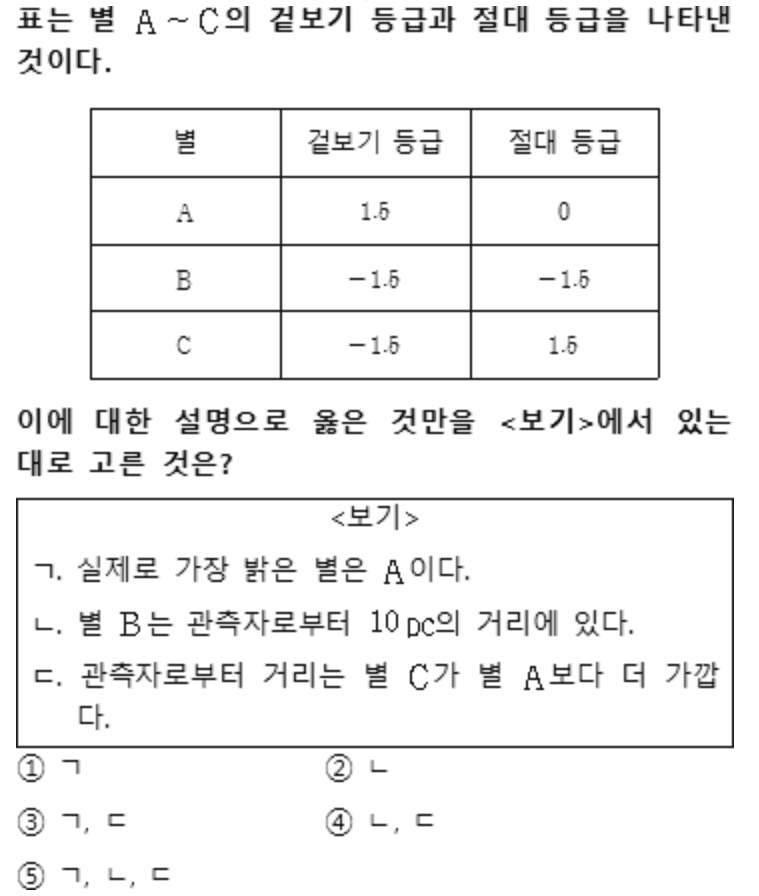 표는 별 A ~ C의 겉보기 등급과 절대 등급을 나타낸
것이다.
별 겉보기 등급 절대 등급
A 1.5 0
B -1.5 -1.5
C -1.5 1.5
이에 대한 설명으로 옳은 것만을 <보기>에서 있는
대로 고른 것은?
<보기>
ㄱ. 실제로 가장 밝은 별은 A이다.
ㄴ. 별 B는 관측자로부터 10pc의 거리에 있다.
ㄷ. 관측자로부터 거리는 별 C가 별 A보다 더 가깝
다.
① ㄱ ② ㄴ
③ ㄱ, ㄷ ④ ㄴ, ㄷ
⑤ ㄱ, ㄴ, ㄷ